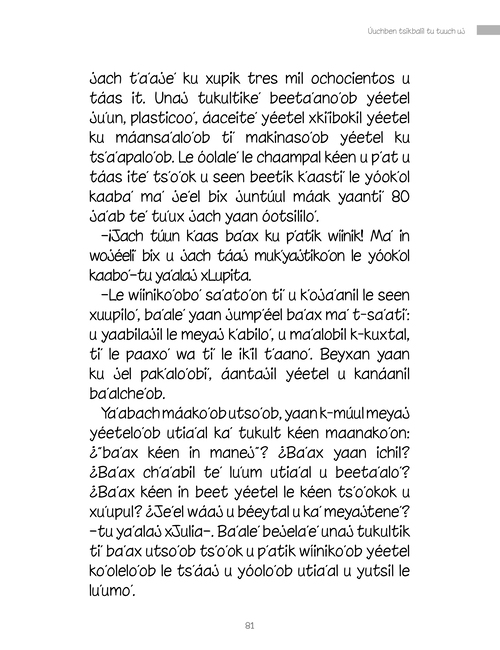 Úuchben tsikbalil tu tuuch uj
jach t'a'aje' ku xupik tres mil ochocientos u
táas it. Unaj tukultike' beeta'ano'ob yéetel
ju'un, plasticoo', áaceite' yéetel xkíibokil yéetel
ku máansa'alo'ob ti' makinaso'ob yéetel ku
ts'a'apalo'ob. Le óolale' le chaampal kéen u p'at u
táas ite' ts'o'ok u seen beetik k'aasti' le yóok'ol
kaaba' ma' je'el bix juntúul máak yaanti' 80
ja'ab te' tu'ux jach yaan óotsililo'.
–¡Jach túun k'aas ba'ax ku p'atik wíinik! Ma' in
wojéeli' bix u jach táaj muk'yajtiko'on le yóok'ol
kaabo'–tu ya'alaj xLupita.
–Le wíiniko'obo' sa'ato'on ti' u k'oja'anil le seen
xuupilo', ba'ale' yaan jump'éel ba'ax ma' t-sa'ati':
u yaabilajil le meyaj k'abilo', u ma'alobil k-kuxtal,
ti' le paaxo' wa ti' le ik'il t'aano'. Beyxan yaan
ku jel pak'alo'obi', áantajil yéetel u kanáanil
ba'alche'ob.
Ya'abach máako'ob utso'ob, yaan k-múul meyaj
yéetelo'ob utia'al ka' tukult kéen maanako'on:
¿"ba'ax kéen in manej"? ¿Ba'ax yaan ichil?
¿Ba'ax ch'a'abil te' lu'um utia'al u beeta'alo'?
¿Ba'ax kéen in beet yéetel le kéen ts'o'okok u
xu'upul? ¿Je'el wáaj u béeytal u ka' meyajtene'?
–tu ya'alaj xJulia–. Ba'ale' bejela'e' unaj tukultik
ti' ba'ax utso'ob ts'o'ok u p'atik wíiniko'ob yéetel
ko'olelo'ob le ts'áaj u yóolo'ob utia'al u yutsil le
lu'umo'.
81